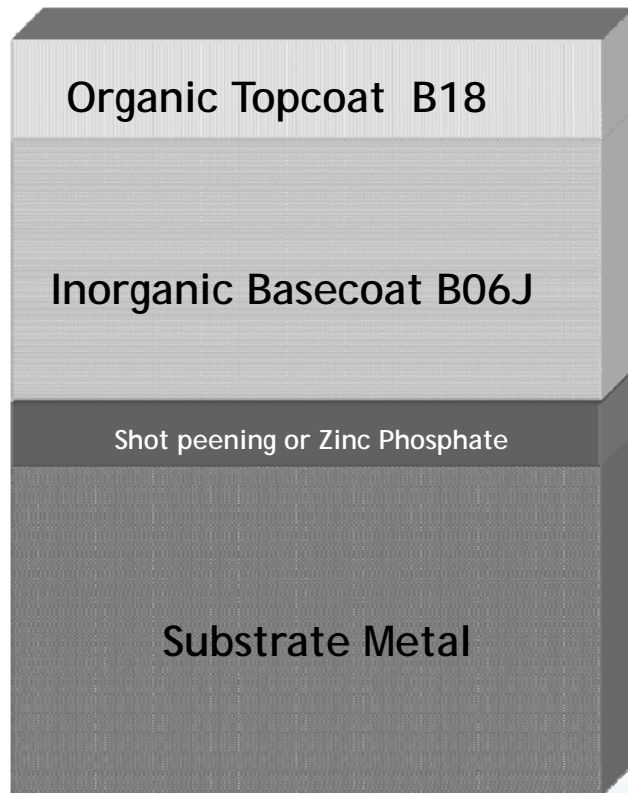 Organic Topcoat B18
Inorganic Basecoat B06J
Shot peening or Zinc Phosphate
Substrate Metal